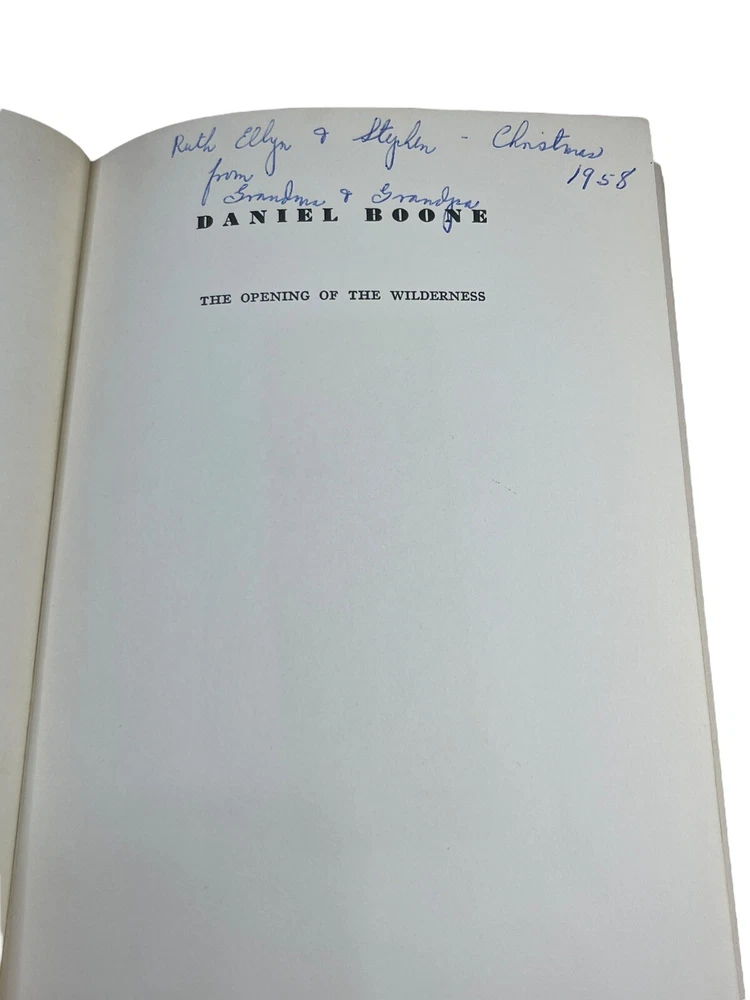 Ruth Ellyn & Stephen - Christmas
1958
from
Grandma & Grandpa
DANIEL BOONE
THE OPENING OF THE WILDERNESS